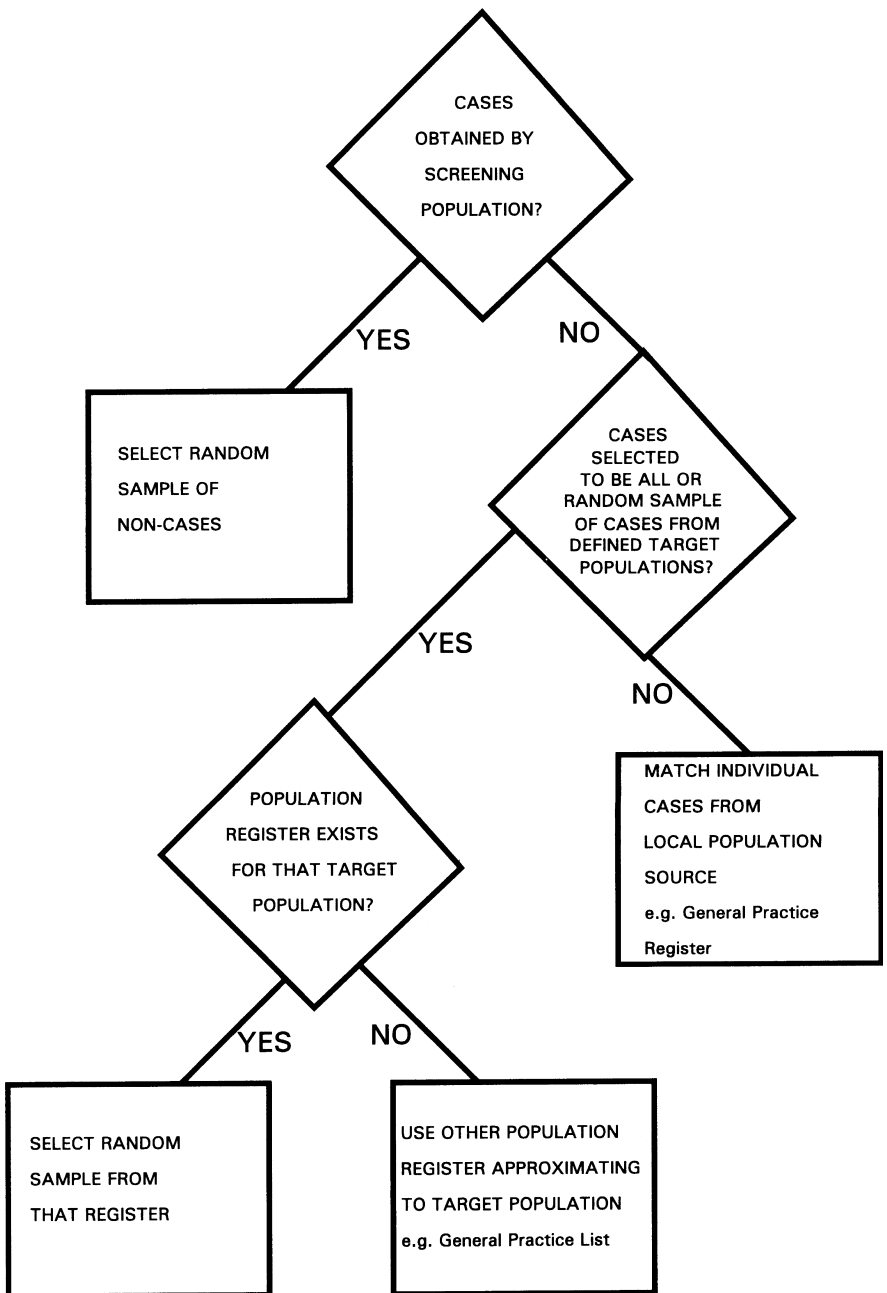 CASES
OBTAINED BY
SCREENING
POPULATION?
YES
NO
SELECT RANDOM
SAMPLE OF
NON-CASES
CASES
SELECTED
TO BE ALL OR
RANDOM SAMPLE
OF CASES FROM
DEFINED TARGET
POPULATIONS?
YES
NO
POPULATION
REGISTER EXISTS
FOR THAT TARGET
POPULATION?
MATCH INDIVIDUAL
CASES FROM
LOCAL POPULATION
SOURCE
e.g. General Practice
Register
YES
NO
SELECT RANDOM
SAMPLE FROM
THAT REGISTER
USE OTHER POPULATION
REGISTER APPROXIMATING
TO TARGET POPULATION
e.g. General Practice List